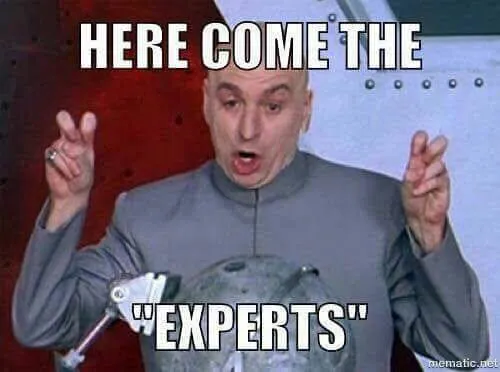 HERE COME THE
"EXPERTS"
mematic.net